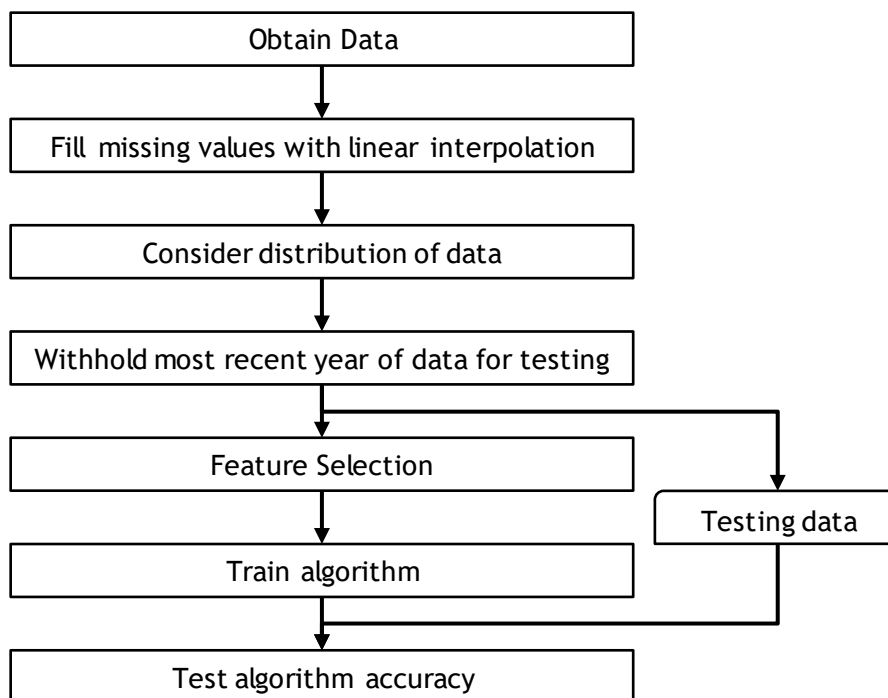 Obtain Data
Fill missing values with linear interpolation
Consider distribution of data
Withhold most recent year of data for testing
Feature Selection
Testing data
Train algorithm
Test algorithm accuracy